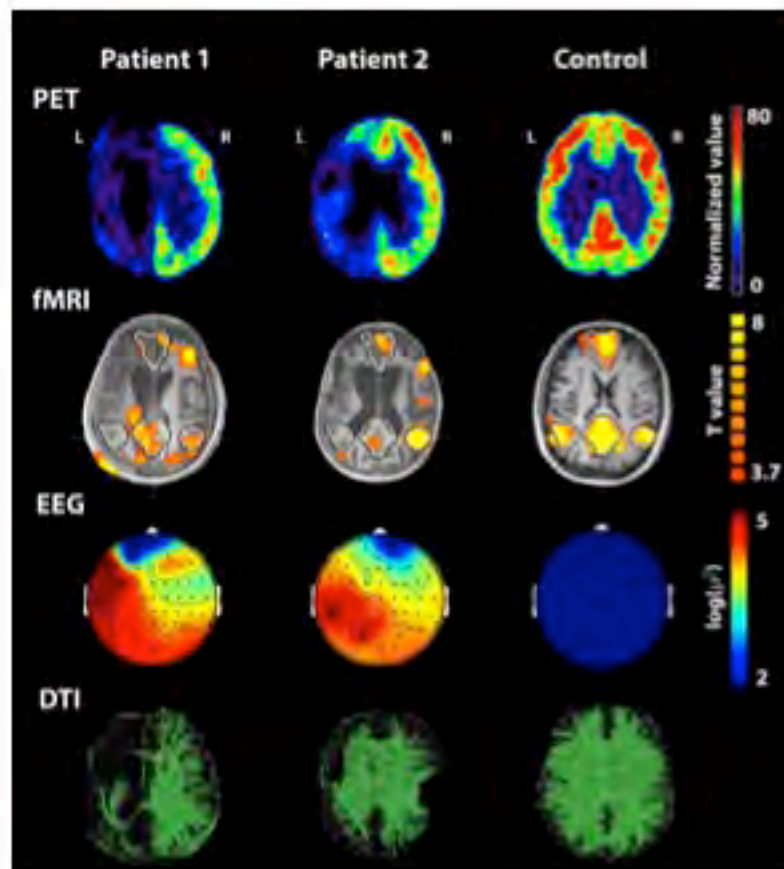 Patient 1 Patient 2 Control
PET
L R L R L R
80
Normalized value
0
fMRI
8
T value
3.7
EEG
5
2
DTI